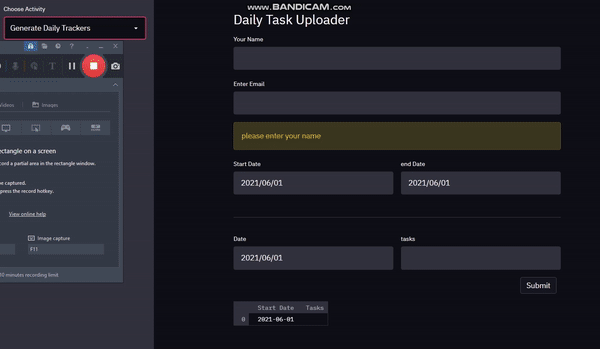 www.BANDICAM.com
Choose Activity
Generate Daily Trackers
Daily Task Uploader
Your Name
Enter Email
please enter your name
Start Date
end Date
2021/06/01
2021/06/01
Date
tasks
2021/06/01
Submit
Start Date Tasks
0 2021-06-01
Images
rectangle on a screen
cord a partial area in the rectangle window.
be captured.
press the record hotkey.
View online help
Image capture
F11
10 minutes recording limit